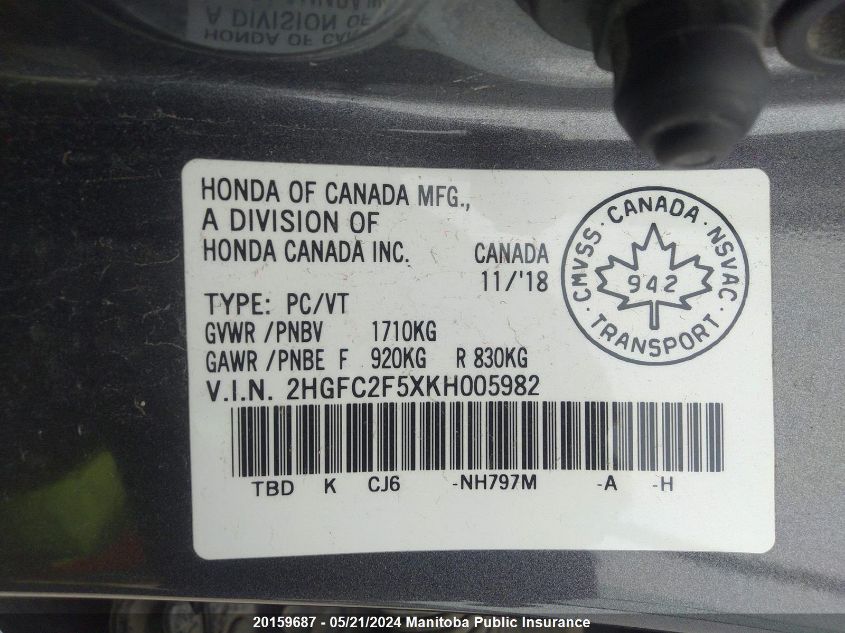 HONDA OF CANADA MFG.,
A DIVISION OF
HONDA CANADA INC.
CANADA
11/'18
TYPE: PC/VT
GVWR /PNBV 1710KG
GAWR /PNBE F 920KG R 830KG
V.I.N. 2HGFC2F5XKH005982
TBD K CJ6 -NH797M -A -H
CMVSS · CANADA · NSVAC
942
· TRANSPORT ·
20159687 - 05/21/2024 Manitoba Public Insurance